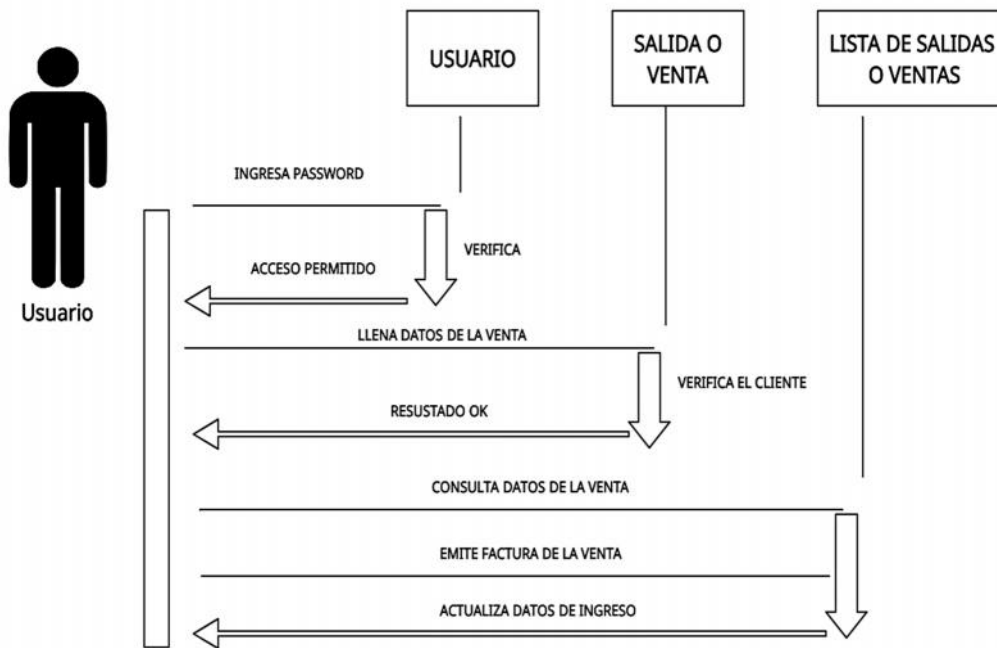 USUARIO
SALIDA O
VENTA
LISTA DE SALIDAS
O VENTAS
INGRESA PASSWORD
VERIFICA
ACCESO PERMITIDO
Usuario
LLENA DATOS DE LA VENTA
VERIFICA EL CLIENTE
RESUSTADO OK
CONSULTA DATOS DE LA VENTA
EMITE FACTURA DE LA VENTA
ACTUALIZA DATOS DE INGRESO